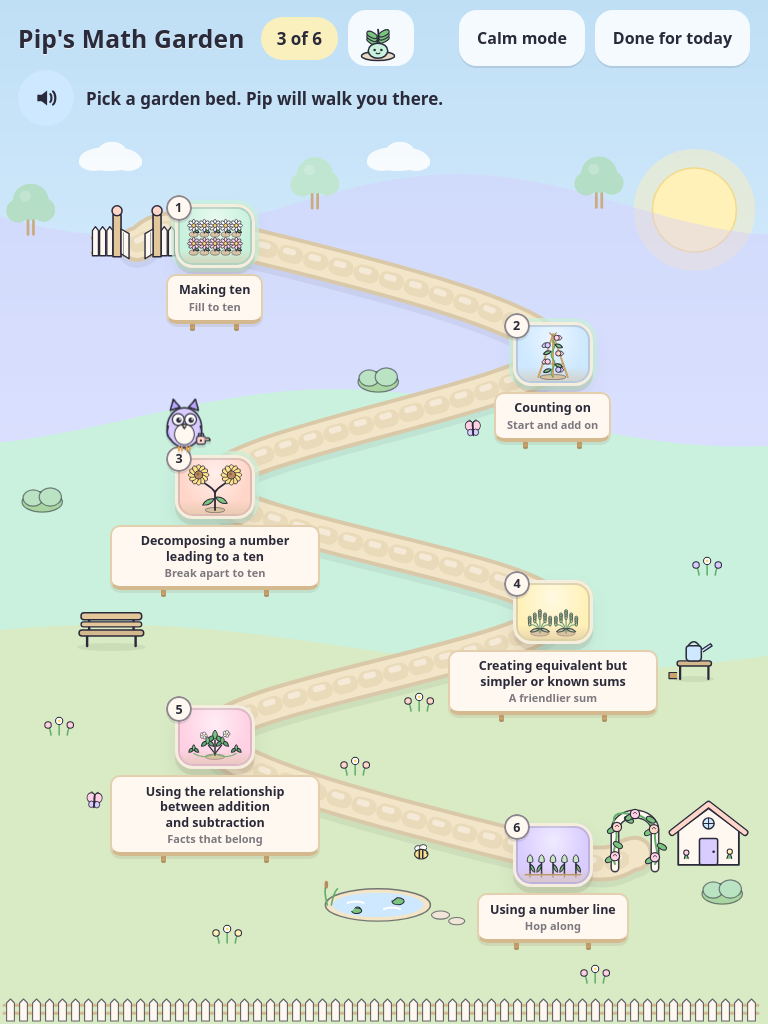 Pip's Math Garden
3 of 6
Calm mode
Done for today
Pick a garden bed. Pip will walk you there.
1
Making ten
Fill to ten
2
Counting on
Start and add on
3
Decomposing a number
leading to a ten
Break apart to ten
4
Creating equivalent but
simpler or known sums
A friendlier sum
5
Using the relationship
between addition
and subtraction
Facts that belong
6
Using a number line
Hop along